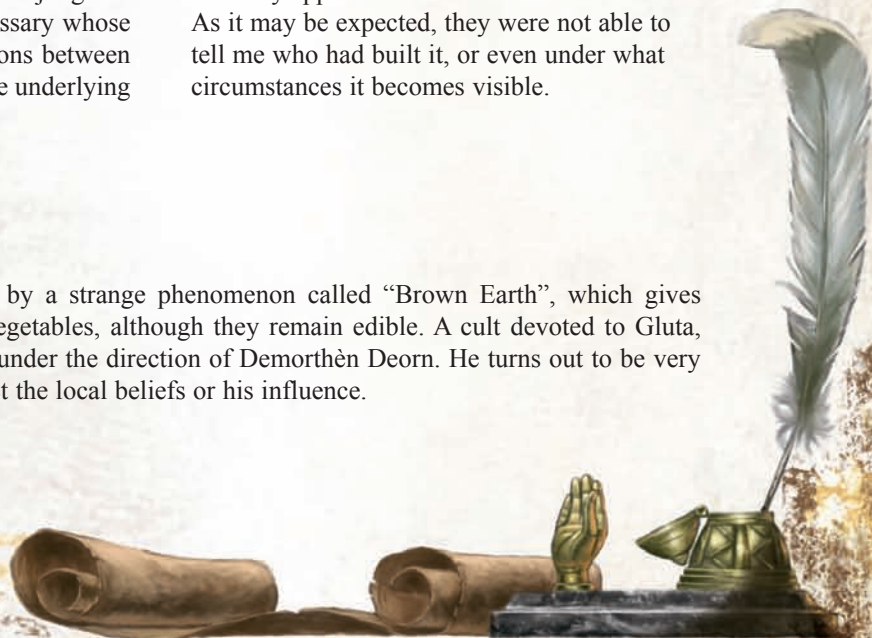 ssary whose
ons between
underlying
As it may be expected, they were not able to
tell me who had built it, or even under what
circumstances it becomes visible.
by a strange phenomenon called “Brown Earth”, which gives
egetables, although they remain edible. A cult devoted to Gluta,
under the direction of Demorthèn Deorn. He turns out to be very
t the local beliefs or his influence.